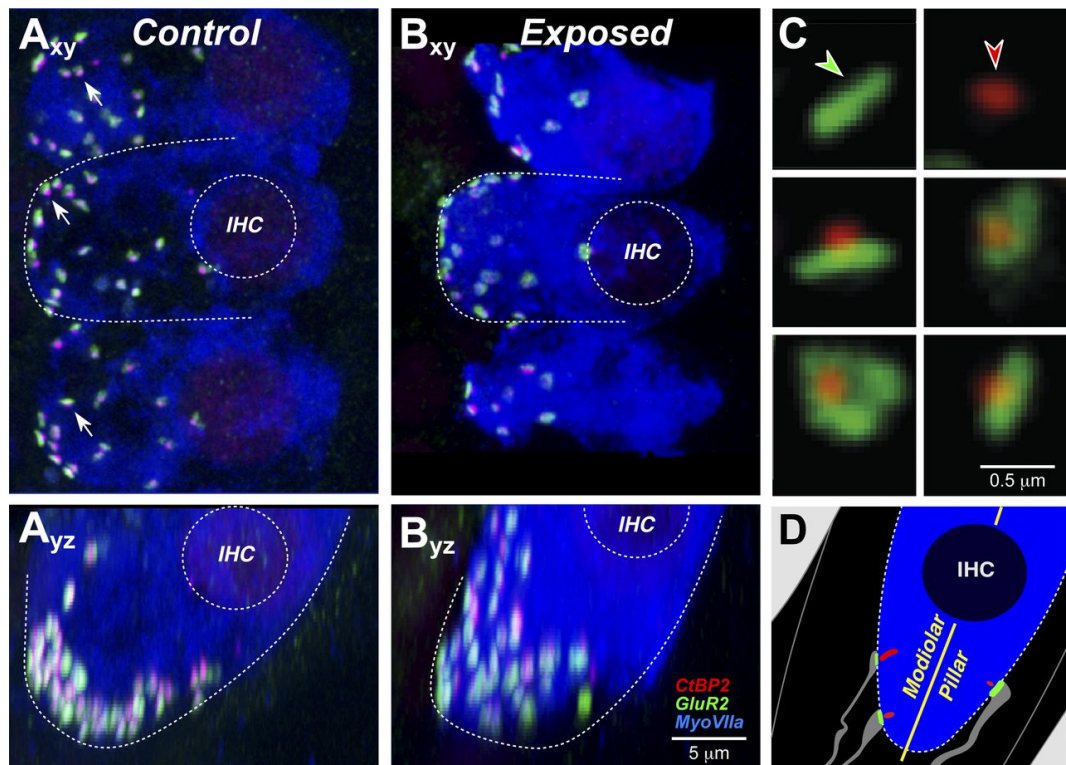 Axy Control
Bxy Exposed
C
IHC
IHC
0.5 μm
Ayz
IHC
Byz
IHC
CtBP2
GluR2
MyoVIIa
5 μm
D
IHC
Modiolar
Pillar